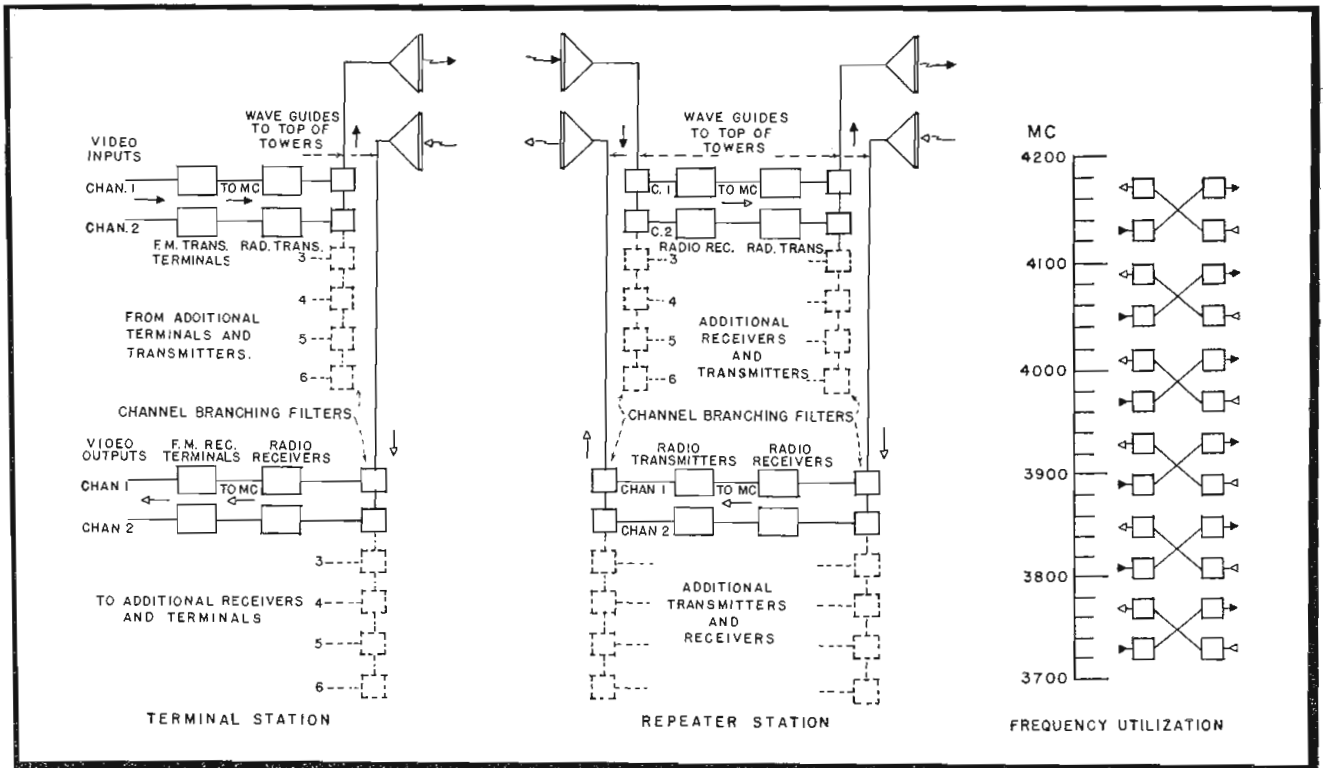 WAVE GUIDES
TO TOP OF
TOWERS
VIDEO
INPUTS
CHAN. 1
TO MC
CHAN. 2
F.M. TRANS.
TERMINALS
RAD. TRANS.
3
4
5
6
FROM ADDITIONAL
TERMINALS AND
TRANSMITTERS.
CHANNEL BRANCHING FILTERS
VIDEO
OUTPUTS
F.M. REC.
TERMINALS
RADIO
RECEIVERS
CHAN 1
TO MC
CHAN 2
3
4
5
6
TO ADDITIONAL RECEIVERS
AND TERMINALS
TERMINAL STATION
WAVE GUIDES
TO TOP OF
TOWERS
C. 1
TO MC
C.2
RADIO REC.
RAD. TRANS.
3
4
5
6
ADDITIONAL
RECEIVERS
AND
TRANSMITTERS
CHANNEL BRANCHING FILTERS
RADIO
TRANSMITTERS
RADIO
RECEIVERS
CHAN 1
TO MC
CHAN 2
ADDITIONAL
TRANSMITTERS
AND
RECEIVERS
REPEATER STATION
MC
4200
4100
4000
3900
3800
3700
FREQUENCY UTILIZATION